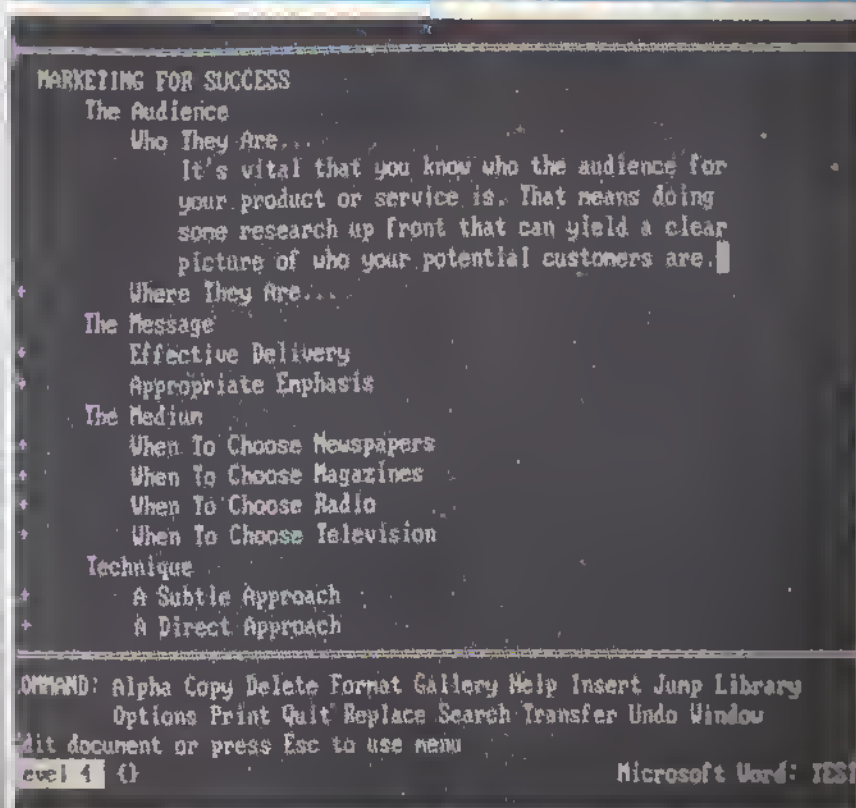 MARKETING FOR SUCCESS
The Audience
Who They Are...
It's vital that you know who the audience for
your product or service is. That means doing
some research up front that can yield a clear
picture of who your potential customers are.
+ Where They Are...
The Message
+ Effective Delivery
+ Appropriate Emphasis
The Medium
+ When To Choose Newspapers
+ When To Choose Magazines
+ When To Choose Radio
+ When To Choose Television
Technique
+ A Subtle Approach
+ A Direct Approach
OMMAND: Alpha Copy Delete Format Gallery Help Insert Jump Library
Options Print Quit Replace Search Transfer Undo Window
dit document or press Esc to use menu
evel 4 {} Microsoft Word: TEST